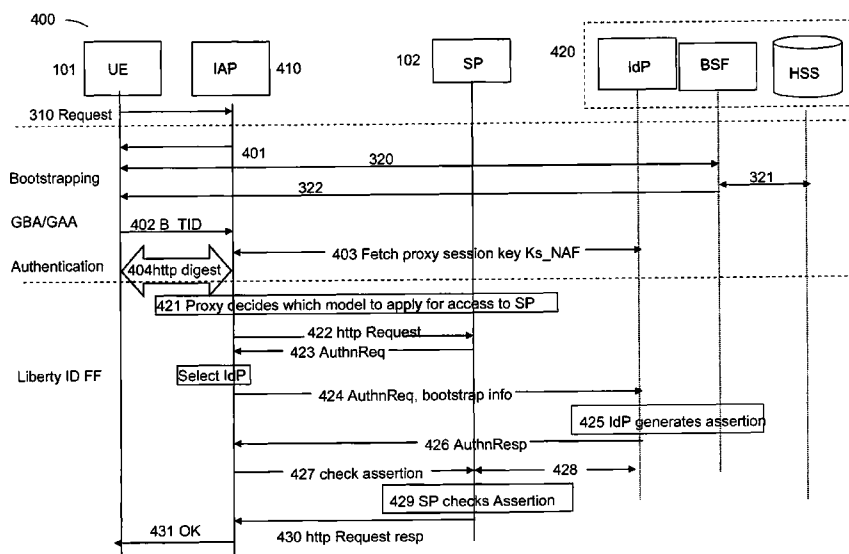 400
101 UE
IAP 410
102 SP
420
IdP
BSF
HSS
310 Request
401
320
Bootstrapping
322
321
GBA/GAA
402 B_TID
403 Fetch proxy session key Ks_NAF
Authentication
404http digest
421 Proxy decides which model to apply for access to SP
422 http Request
423 AuthnReq
Liberty ID FF
Select IdP
424 AuthnReq, bootstrap info
425 IdP generates assertion
426 AuthnResp
427 check assertion
428
429 SP checks Assertion
431 OK
430 http Request resp